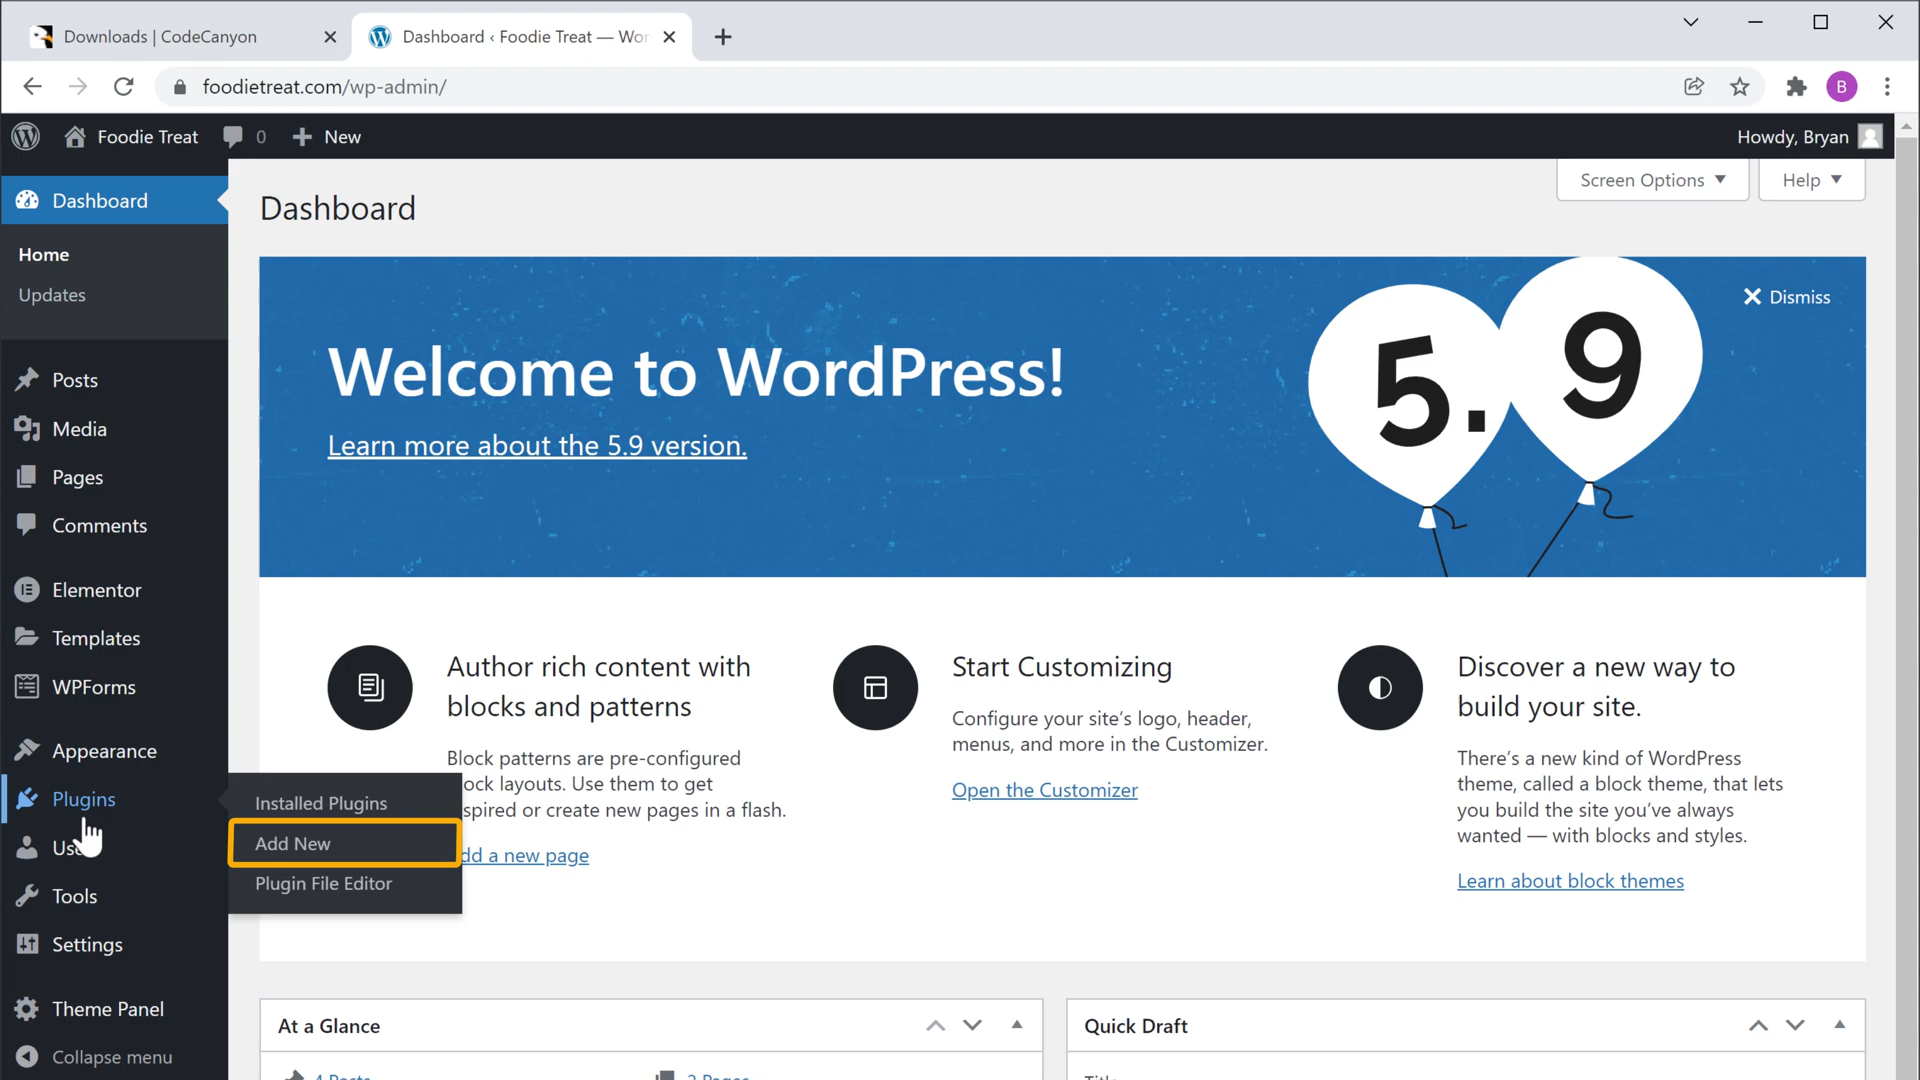 Downloads | CodeCanyon
Dashboard ‹ Foodie Treat — Wor
foodietreat.com/wp-admin/
B
Foodie Treat
0
New
Howdy, Bryan
Dashboard
Home
Updates
Posts
Media
Pages
Comments
Elementor
Templates
WPForms
Appearance
Plugins
Tools
Settings
Theme Panel
Collapse menu
Installed Plugins
Add New
Plugin File Editor
Dashboard
Screen Options
Help
Welcome to WordPress!
Learn more about the 5.9 version.
5.9
Dismiss
Author rich content with
blocks and patterns
Block patterns are pre-configured
ock layouts. Use them to get
spired or create new pages in a flash.
dd a new page
Start Customizing
Configure your site's logo, header,
menus, and more in the Customizer.
Open the Customizer
Discover a new way to
build your site.
There's a new kind of WordPress
theme, called a block theme, that lets
you build the site you've always
wanted — with blocks and styles.
Learn about block themes
At a Glance
4 Posts
Quick Draft